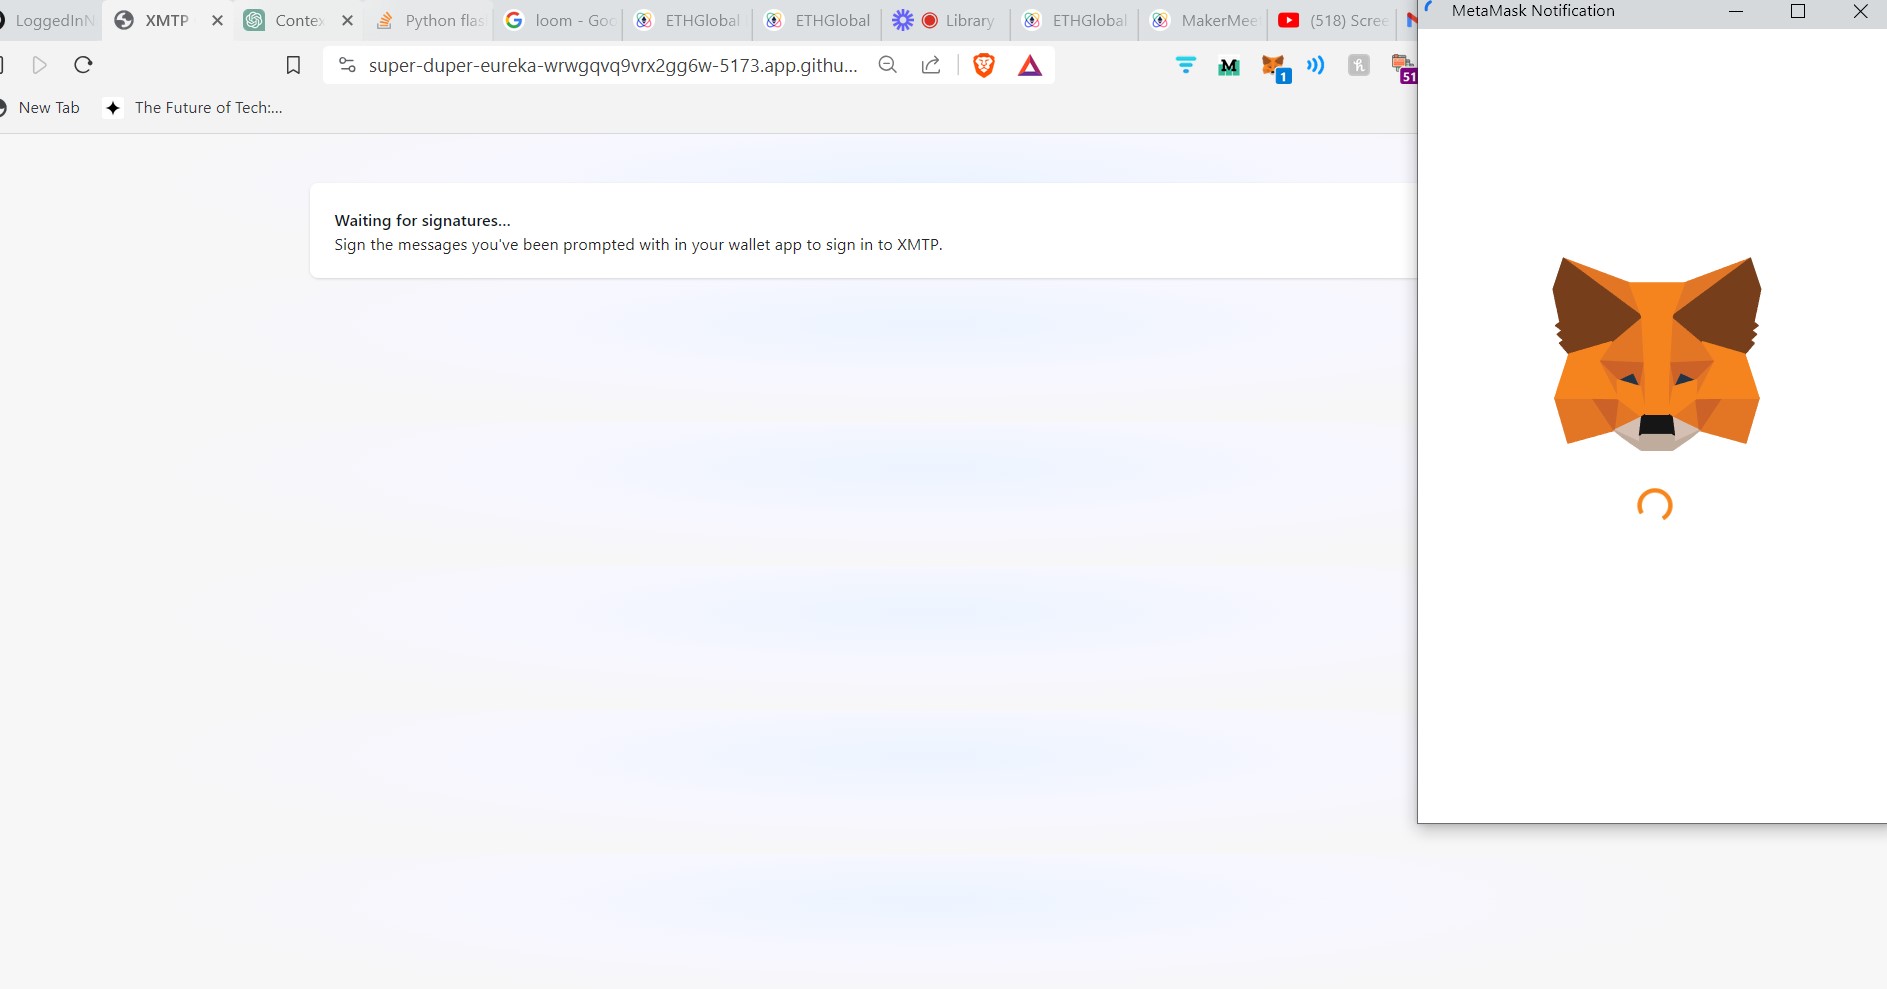 LoggedInN
XMTP
Contex
Python flas
loom - Goo
ETHGlobal
ETHGlobal
Library
ETHGlobal
MakerMee
(518) Scree
MetaMask Notification
super-duper-eureka-wrwgqvq9vrx2gg6w-5173.app.githu...
M
1
51
New Tab
The Future of Tech:...
Waiting for signatures...
Sign the messages you've been prompted with in your wallet app to sign in to XMTP.